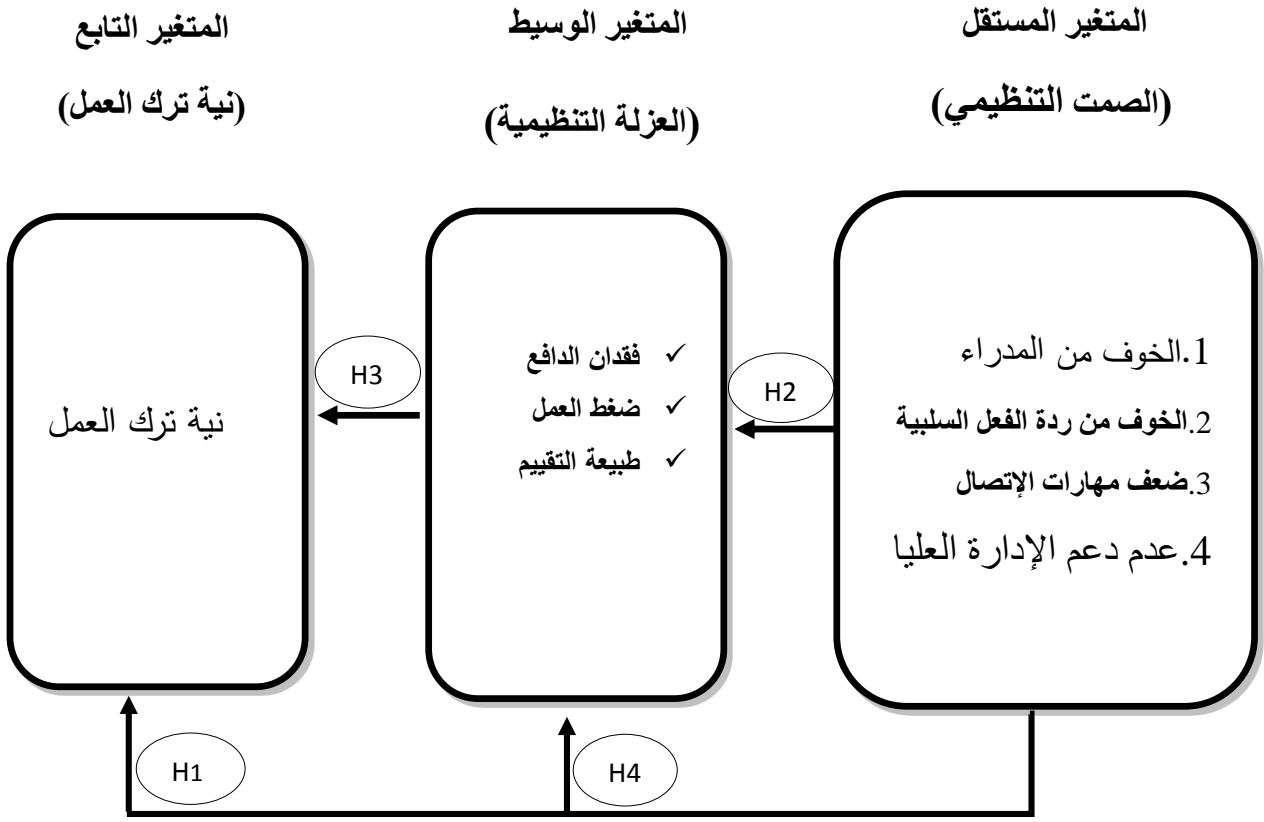 المتغير المستقل
(الصمت التنظيمي)
المتغير الوسيط
(العزلة التنظيمية)
المتغير التابع
(نية ترك العمل)
1.الخوف من المدراء
2.الخوف من ردة الفعل السلبية
3.ضعف مهارات الإتصال
4.عدم دعم الإدارة العليا
H2
✓ فقدان الدافع
✓ ضغط العمل
✓ طبيعة التقييم
H3
نية ترك العمل
H4
H1